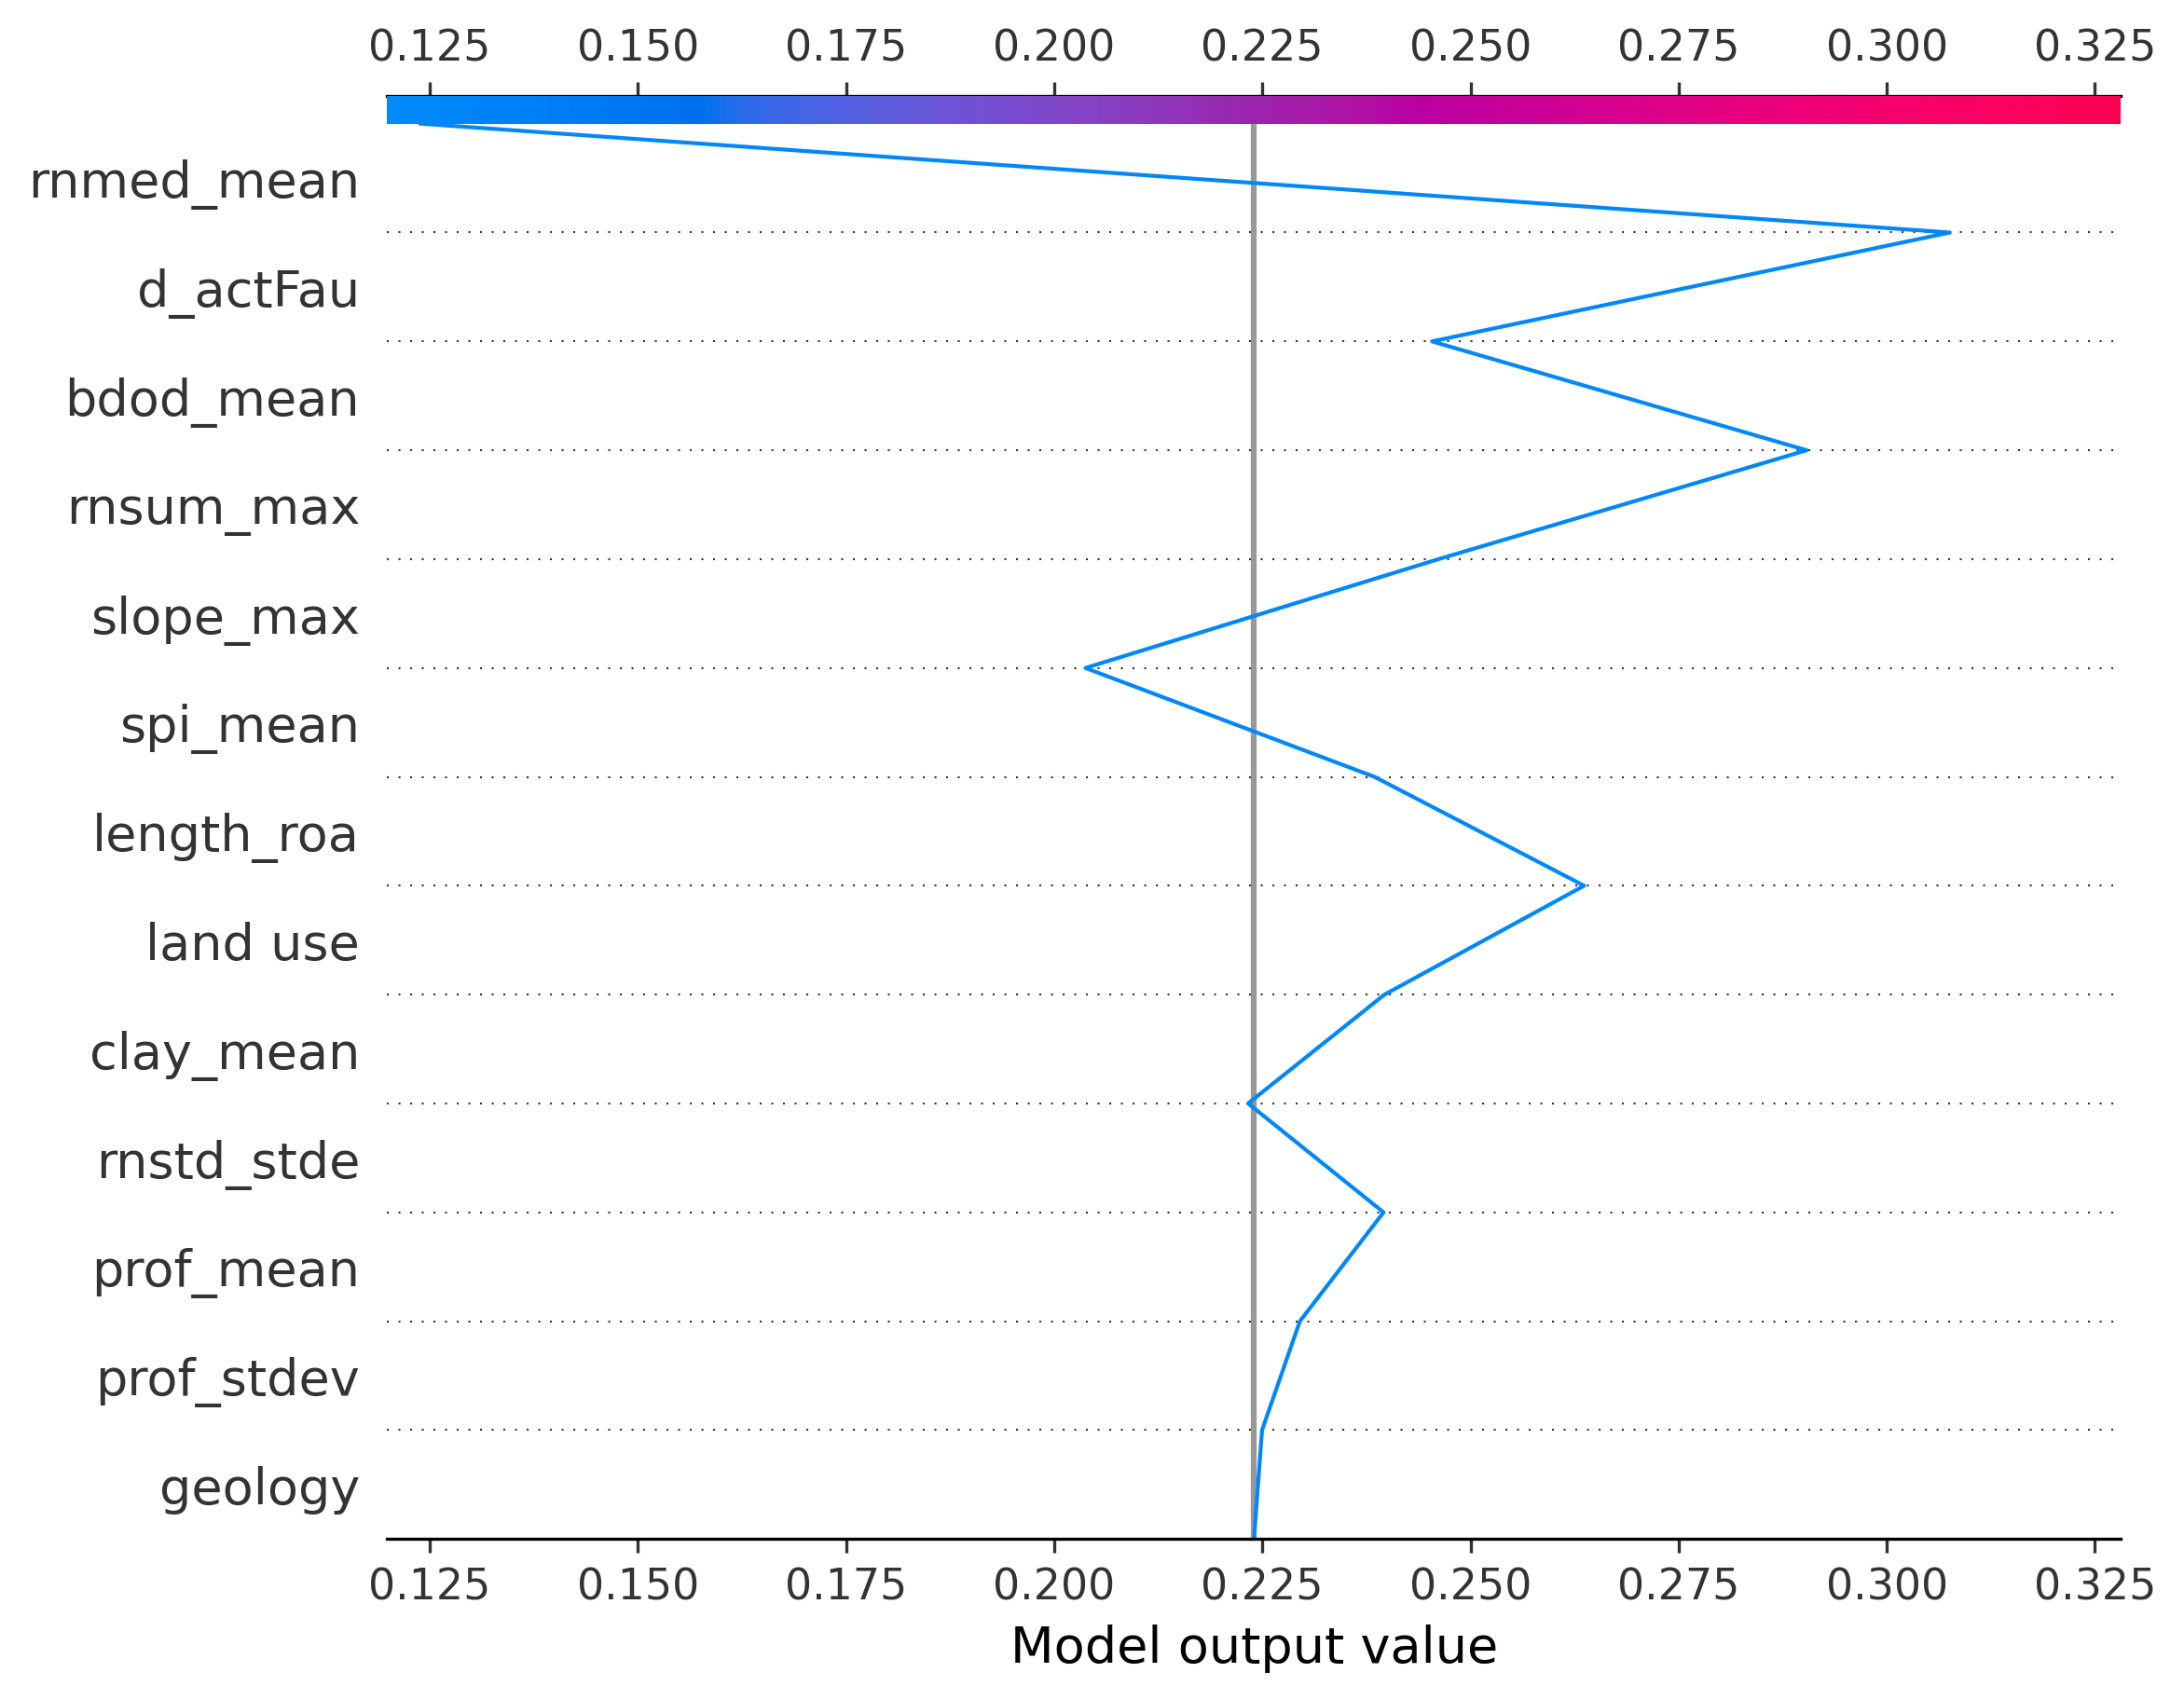 0.125 0.150 0.175 0.200 0.225 0.250 0.275 0.300 0.325
rnmed_mean
d_actFau
bdod_mean
rnsum_max
slope_max
spi_mean
length_roa
land use
clay_mean
rnstd_stde
prof_mean
prof_stdev
geology
0.125 0.150 0.175 0.200 0.225 0.250 0.275 0.300 0.325
Model output value